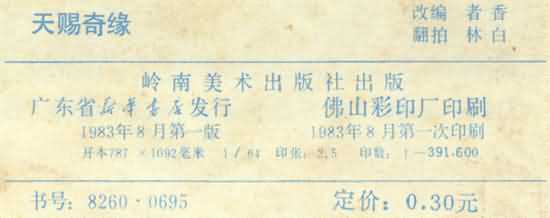 天赐奇缘
改编者香
翻拍林白
岭南美术出版社出版
广东省新华书店发行 佛山彩印厂印刷
1983年8月第一版 1983年8月第一次印刷
开本787×1092毫米 1/64 印张:2.5 印数:1—391,600
书号:8260·0695 定价:0.30元